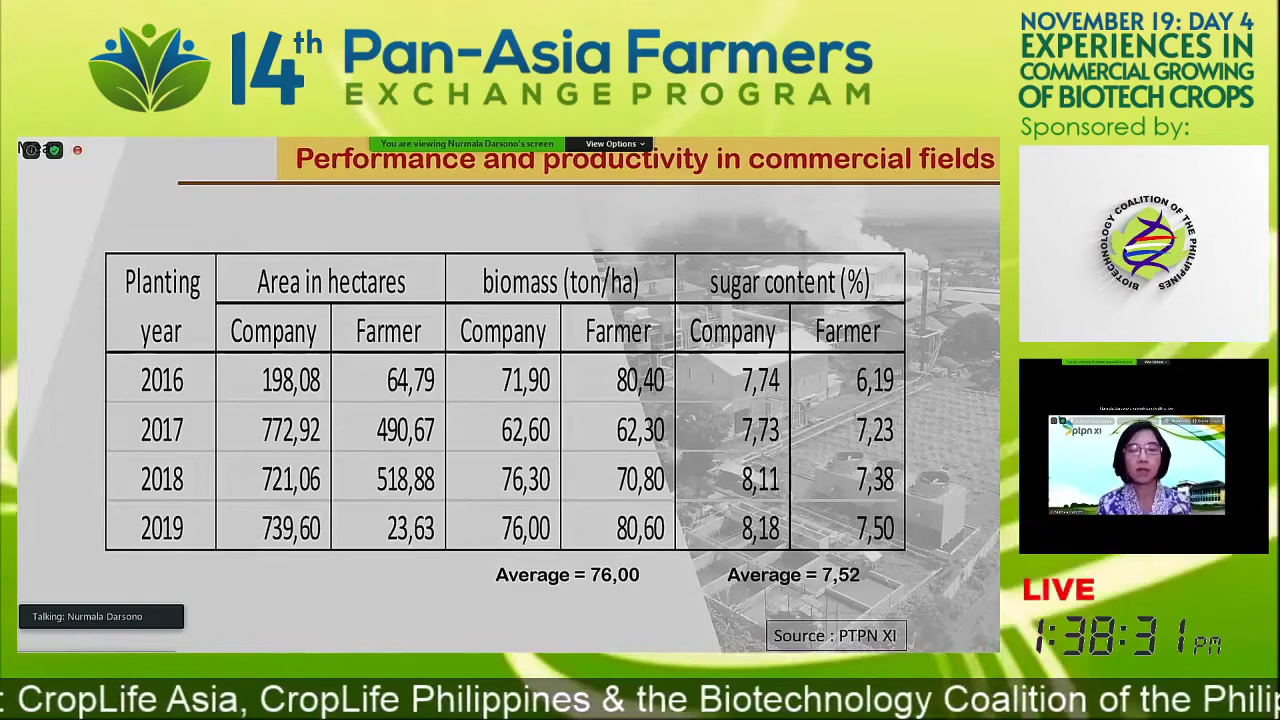 14th Pan-Asia Farmers
EXCHANGE PROGRAM
NOVEMBER 19: DAY 4
EXPERIENCES IN
COMMERCIAL GROWING
OF BIOTECH CROPS
Sponsored by:
BIOTECHNOLOGY COALITION OF THE PHILIPPINES
You are viewing Nurmala Darsono's screen View Options
Performance and productivity in commercial fields
Planting Area in hectares biomass (ton/ha) sugar content (%)
year Company Farmer Company Farmer Company Farmer
2016 198,08 64,79 71,90 80,40 7,74 6,19
2017 772,92 490,67 62,60 62,30 7,73 7,23
2018 721,06 518,88 76,30 70,80 8,11 7,38
2019 739,60 23,63 76,00 80,60 8,18 7,50
Average = 76,00 Average = 7,52
Talking: Nurmala Darsono
Source : PTPN XI
ptpn xi
LIVE
1:38:31 pm
: CropLife Asia, CropLife Philippines & the Biotechnology Coalition of the Philip